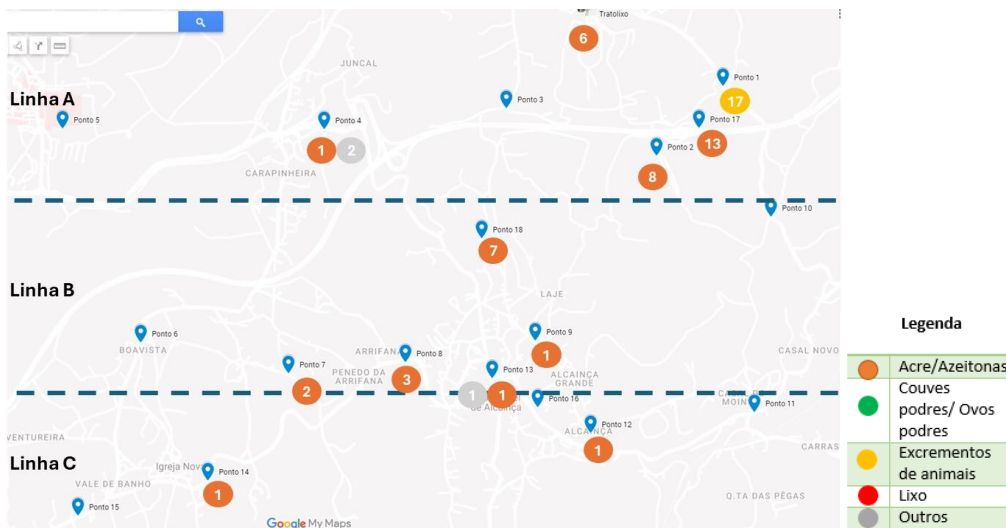 Tratolixo
6
JUNCAL
Ponto 1
17
Linha A
Ponto 3
Ponto 5
Ponto 4
Ponto 17
1
2
13
Ponto 2
CARAPINHEIRA
8
Ponto 10
Ponto 18
7
Linha B
LAJE
Ponto 6
BOAVISTA
Ponto 9
1
ARRIFANA
Ponto 8
CASAL NOVO
Ponto 7
PENEDO DA
ARRIFANA
3
Ponto 13
ALCAINÇA
GRANDE
2
1
1
de Alcainça
Ponto 16
Ponto 11
Ponto 12
ALCAINÇA
1
VENTUREIRA
CARRAS
Linha C
Igreja Nova
Ponto 14
VALE DE BANHO
1
Ponto 15
Q.TA DAS PÊGAS
Google My Maps
Legenda
Acre/Azeitonas
Couves
podres/ Ovos
podres
Excrementos
de animais
Lixo
Outros